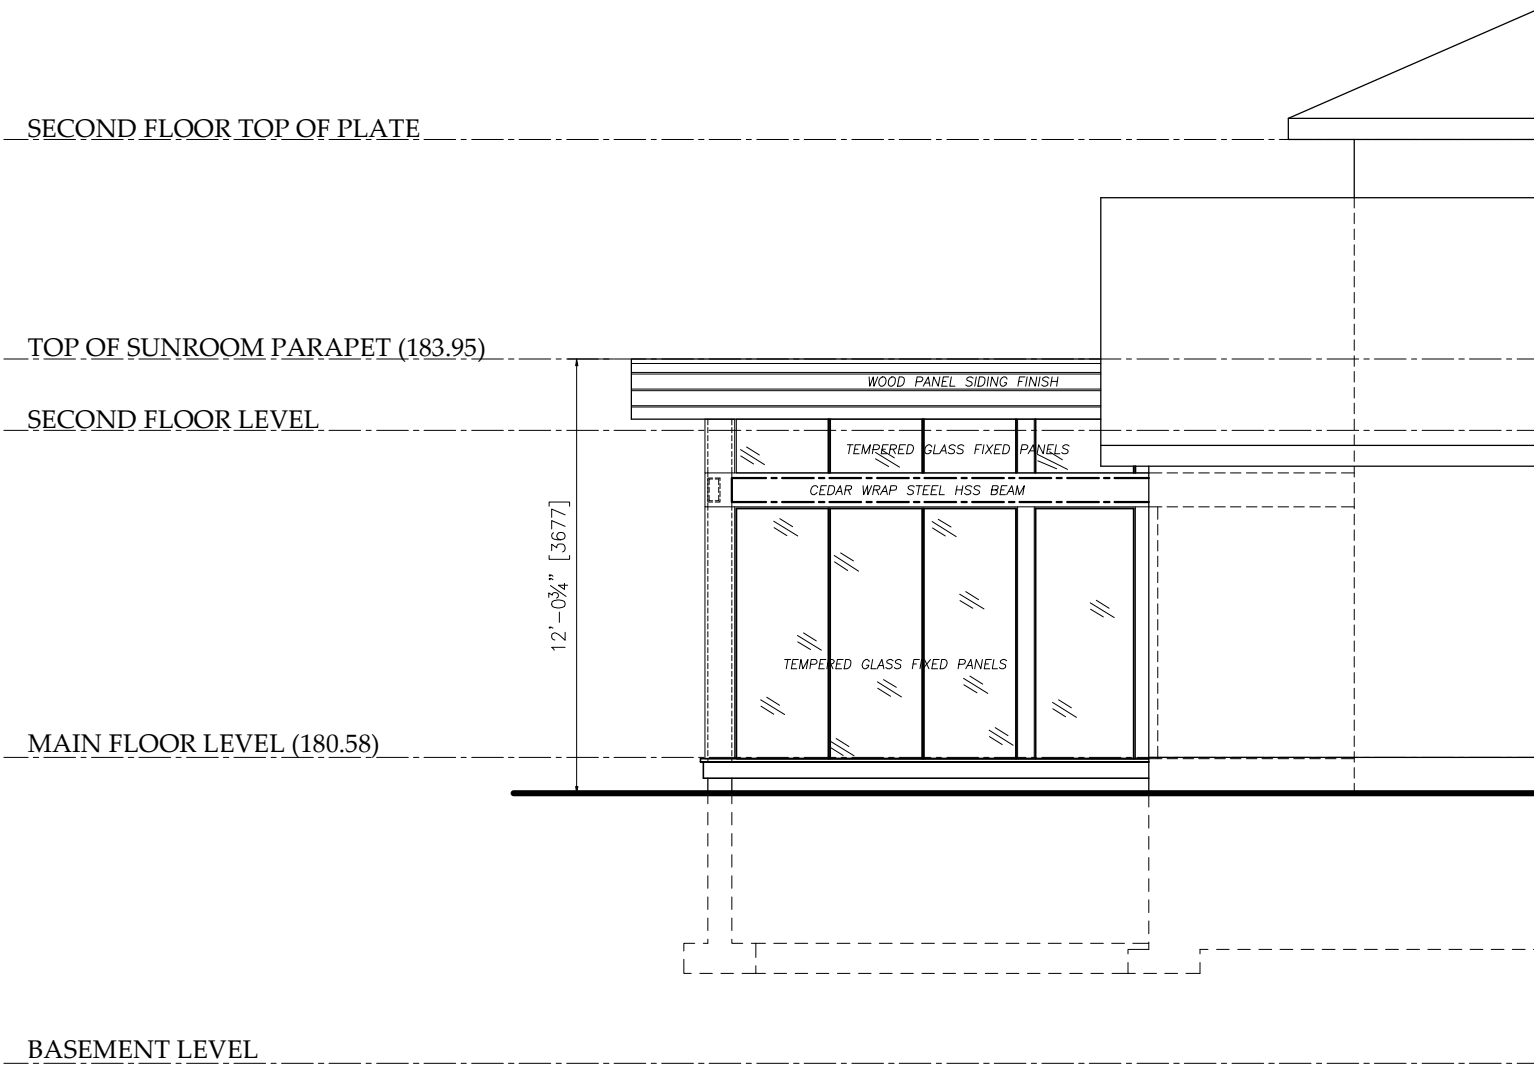 SECOND FLOOR TOP OF PLATE
TOP OF SUNROOM PARAPET (183.95)
WOOD PANEL SIDING FINISH
SECOND FLOOR LEVEL
TEMPERED GLASS FIXED PANELS
CEDAR WRAP STEEL HSS BEAM
12'-0¾" [3677]
TEMPERED GLASS FIXED PANELS
MAIN FLOOR LEVEL (180.58)
BASEMENT LEVEL